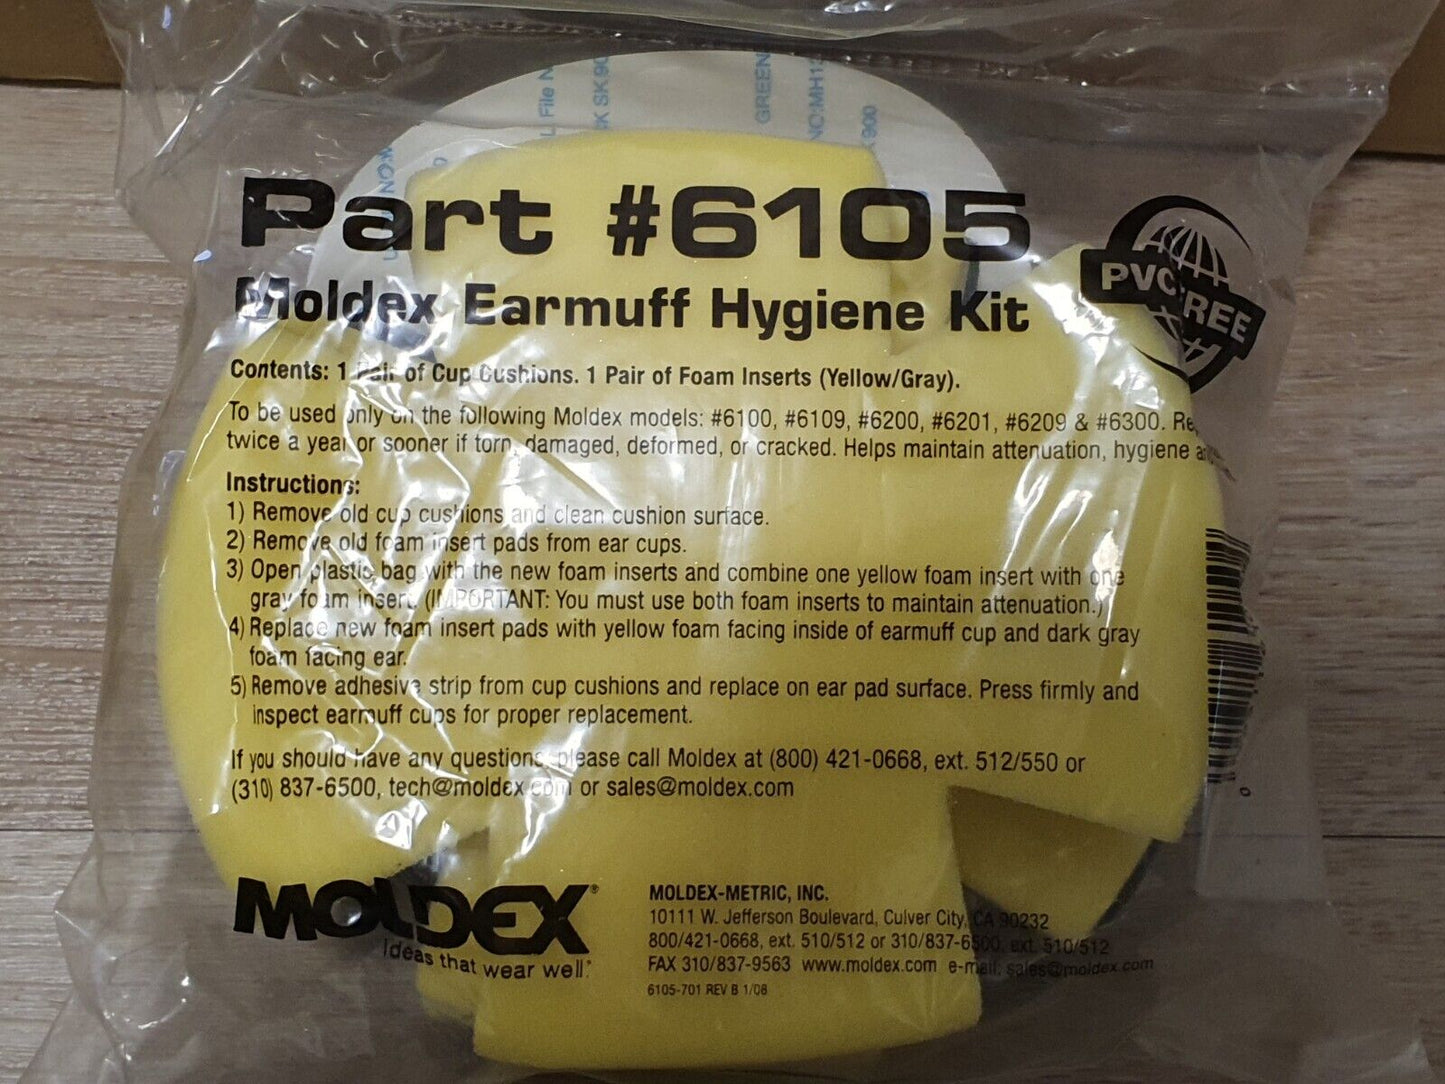 Part #6105
Moldex Earmuff Hygiene Kit
PVC-FREE
Contents: 1 Pair of Cup Cushions. 1 Pair of Foam Inserts (Yellow/Gray).
To be used only on the following Moldex models: #6100, #6109, #6200, #6201, #6209 & #6300.
twice a year or sooner if torn, damaged, deformed, or cracked. Helps maintain attenuation, hygiene
Instructions:
1) Remove old cup cushions and clean cushion surface.
2) Remove old foam insert pads from ear cups.
3) Open plastic bag with the new foam inserts and combine one yellow foam insert with one
gray foam insert. (IMPORTANT: You must use both foam inserts to maintain attenuation.)
4) Replace new foam insert pads with yellow foam facing inside of earmuff cup and dark gray
foam facing ear.
5) Remove adhesive strip from cup cushions and replace on ear pad surface. Press firmly and
inspect earmuff cups for proper replacement.
If you should have any questions, please call Moldex at (800) 421-0668, ext. 512/550 or
(310) 837-6500, tech@moldex.com or sales@moldex.com
MOLDEX®
Ideas that wear well.
MOLDEX-METRIC, INC.
10111 W. Jefferson Boulevard, Culver City, CA 90232
800/421-0668, ext. 510/512 or 310/837-6500, ext. 510/512
FAX 310/837-9563 www.moldex.com e-mail: sales@moldex.com
6105-701 REV B 1/08